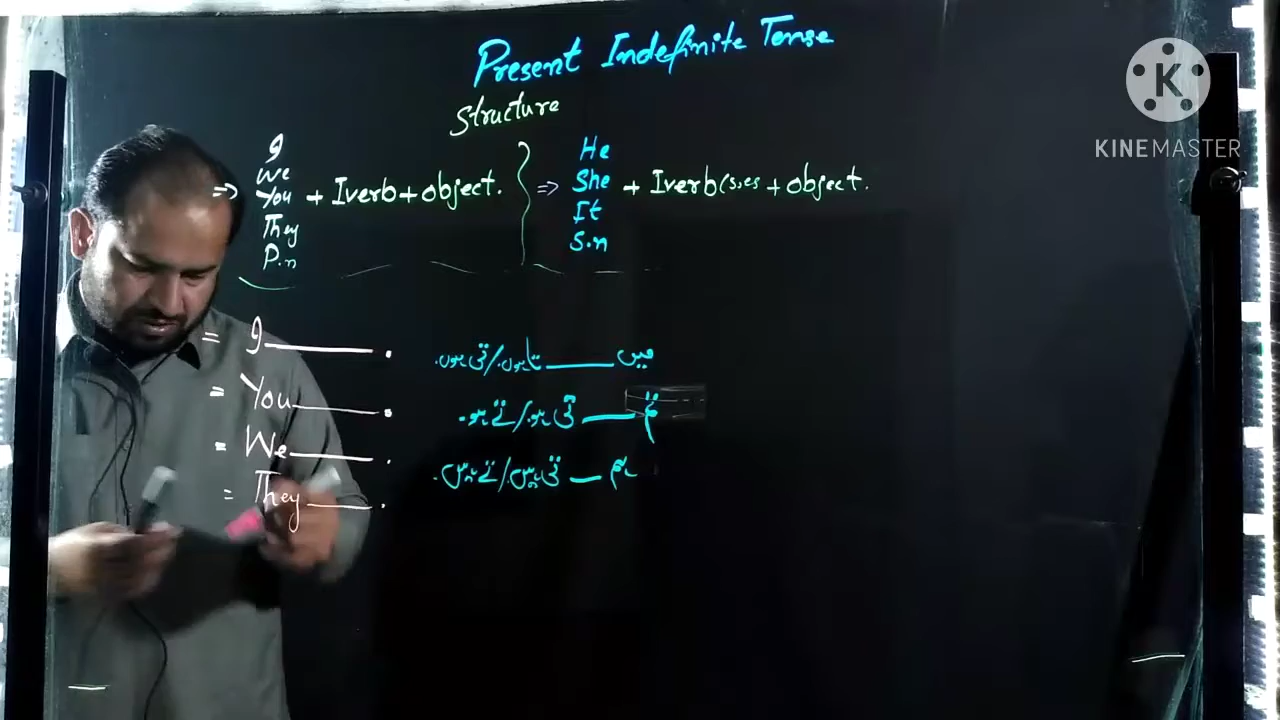 Present Indefinite Tense
Structure
=> I
We
You
They
P.n
+ Iverb + object.
=> He
She
It
S.n
+ Iverb(s,es + object.
= I ______ . میں ______ تا ہوں/تی ہوں.
= You ______ . تم ______ تی ہو/تے ہو.
= We ______ . ہم ___ تی ہیں/تے ہیں.
= They ______ .
K
KINEMASTER